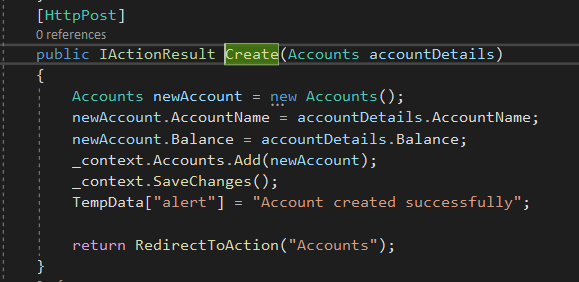 [HttpPost]
0 references
public IActionResult Create(Accounts accountDetails)
{
Accounts newAccount = new Accounts();
newAccount.AccountName = accountDetails.AccountName;
newAccount.Balance = accountDetails.Balance;
_context.Accounts.Add(newAccount);
_context.SaveChanges();
TempData["alert"] = "Account created successfully";
return RedirectToAction("Accounts");
}